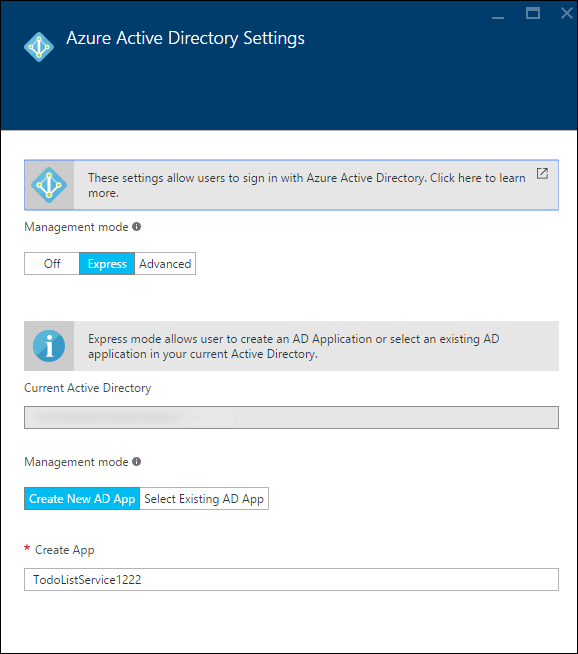 Azure Active Directory Settings
These settings allow users to sign in with Azure Active Directory. Click here to learn
more.
Management mode
Off Express Advanced
Express mode allows user to create an AD Application or select an existing AD
application in your current Active Directory.
Current Active Directory
Management mode
Create New AD App Select Existing AD App
* Create App
TodoListService1222